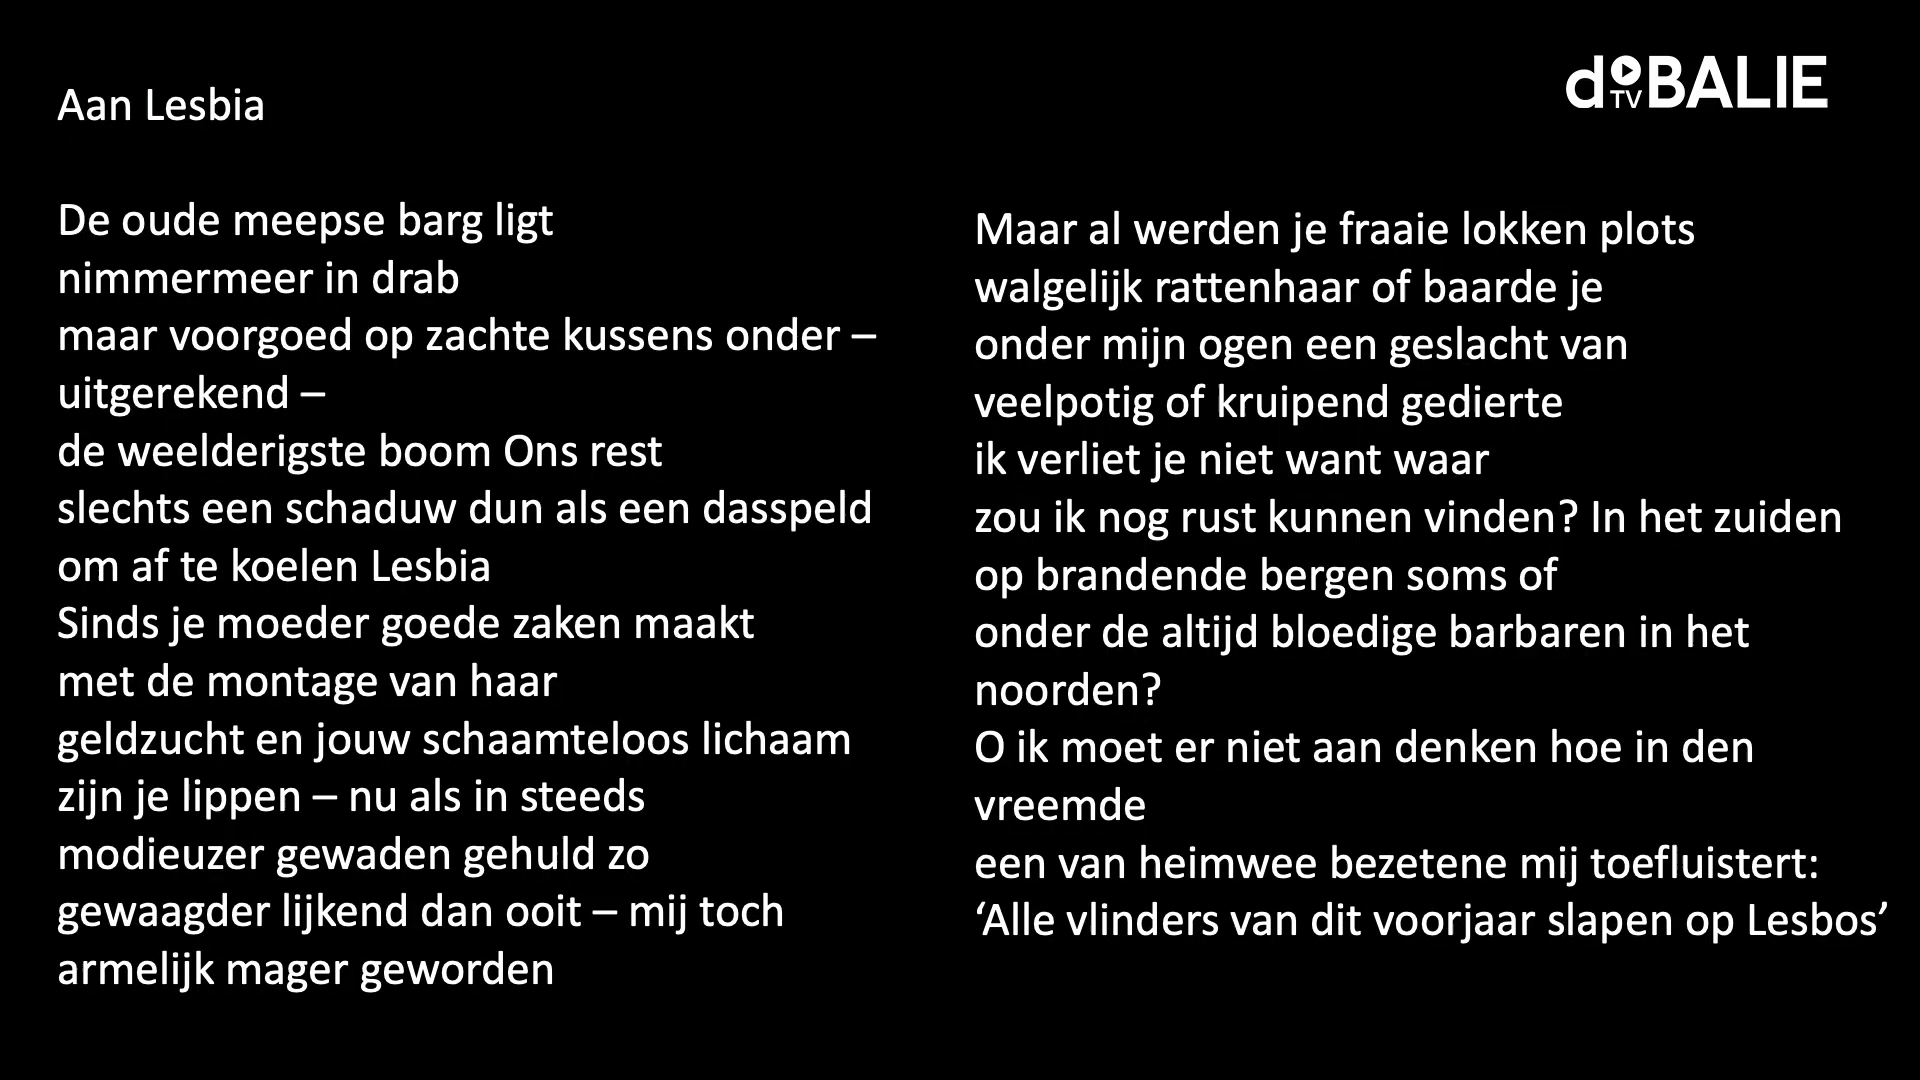 Aan Lesbia
De oude meepse barg ligt
nimmermeer in drab
maar voorgoed op zachte kussens onder –
uitgerekend –
de weelderigste boom Ons rest
slechts een schaduw dun als een dasspeld
om af te koelen Lesbia
Sinds je moeder goede zaken maakt
met de montage van haar
geldzucht en jouw schaamteloos lichaam
zijn je lippen – nu als in steeds
modieuzer gewaden gehuld zo
gewaagder lijkend dan ooit – mij toch
armelijk mager geworden
dTVBALIE
Maar al werden je fraaie lokken plots
walgelijk rattenhaar of baarde je
onder mijn ogen een geslacht van
veelpotig of kruipend gedierte
ik verliet je niet want waar
zou ik nog rust kunnen vinden? In het zuiden
op brandende bergen soms of
onder de altijd bloedige barbaren in het
noorden?
O ik moet er niet aan denken hoe in den
vreemde
een van heimwee bezetene mij toefluistert:
‘Alle vlinders van dit voorjaar slapen op Lesbos’